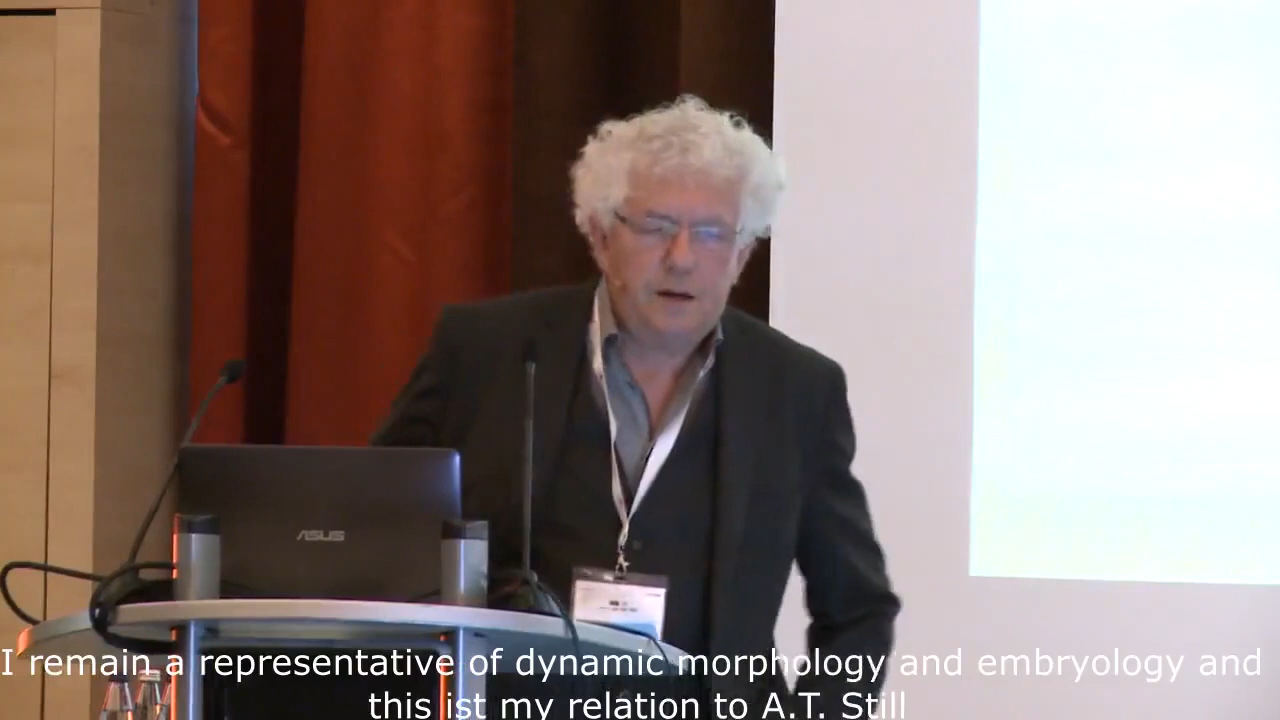 ASUS
I remain a representative of dynamic morphology and embryology and
this ist my relation to A.T. Still